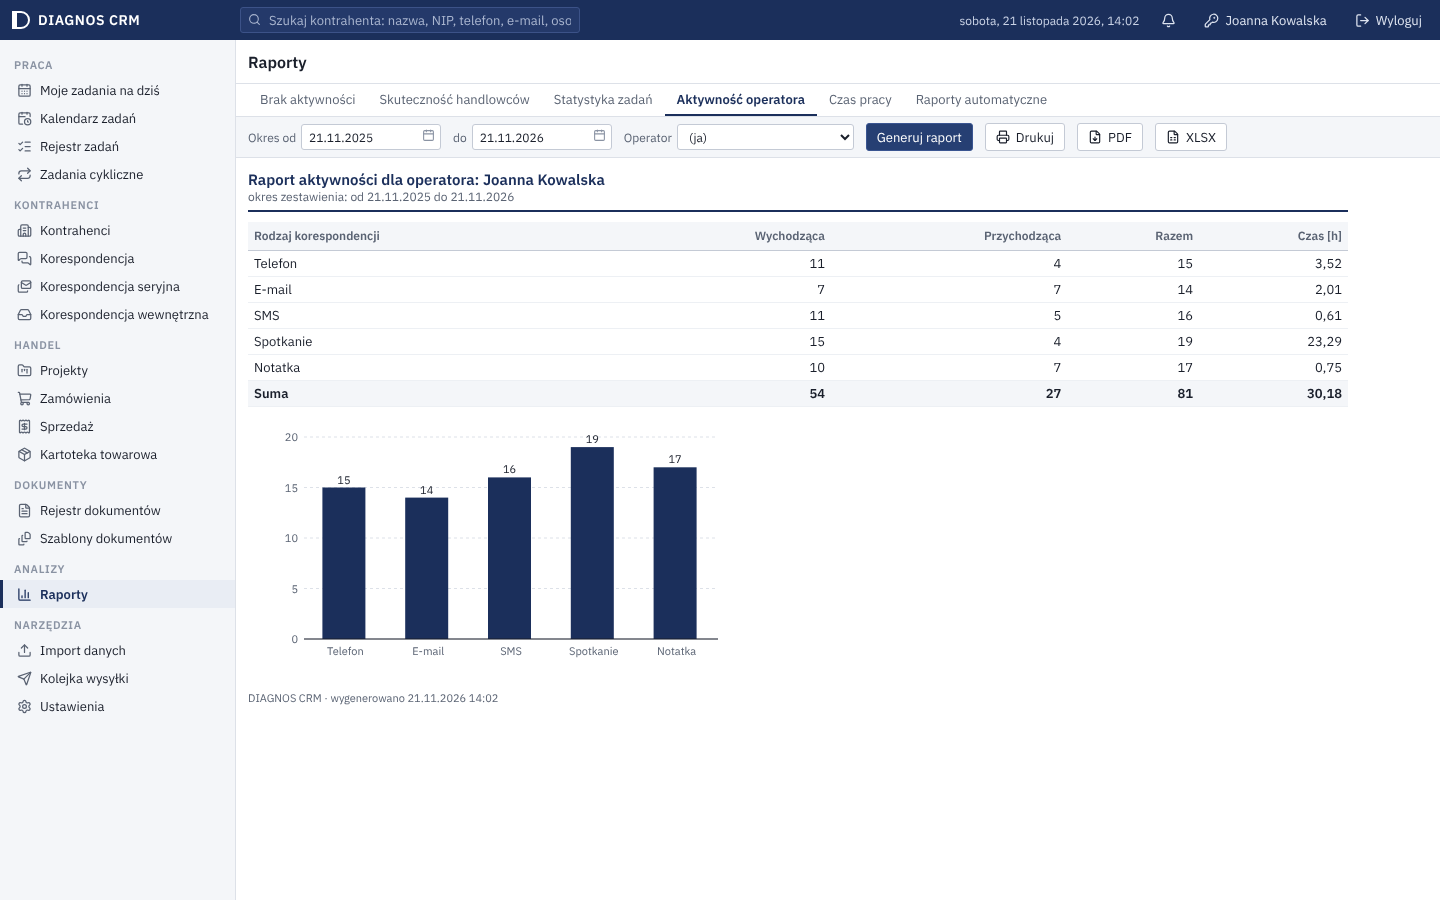 DIAGNOS CRM
Szukaj kontrahenta: nazwa, NIP, telefon, e-mail, oso
sobota, 21 listopada 2026, 14:02
Joanna Kowalska
Wyloguj
PRACA
Moje zadania na dziś
Kalendarz zadań
Rejestr zadań
Zadania cykliczne
KONTRAHENCI
Kontrahenci
Korespondencja
Korespondencja seryjna
Korespondencja wewnętrzna
HANDEL
Projekty
Zamówienia
Sprzedaż
Kartoteka towarowa
DOKUMENTY
Rejestr dokumentów
Szablony dokumentów
ANALIZY
Raporty
NARZĘDZIA
Import danych
Kolejka wysyłki
Ustawienia
Raporty
Brak aktywności Skuteczność handlowców Statystyka zadań Aktywność operatora Czas pracy Raporty automatyczne
Okres od 21.11.2025 do 21.11.2026 Operator (ja) Generuj raport Drukuj PDF XLSX
Raport aktywności dla operatora: Joanna Kowalska
okres zestawienia: od 21.11.2025 do 21.11.2026
Rodzaj korespondencji Wychodząca Przychodząca Razem Czas [h]
Telefon 11 4 15 3,52
E-mail 7 7 14 2,01
SMS 11 5 16 0,61
Spotkanie 15 4 19 23,29
Notatka 10 7 17 0,75
Suma 54 27 81 30,18
20
15
10
5
0
15 14 16 19 17
Telefon E-mail SMS Spotkanie Notatka
DIAGNOS CRM · wygenerowano 21.11.2026 14:02